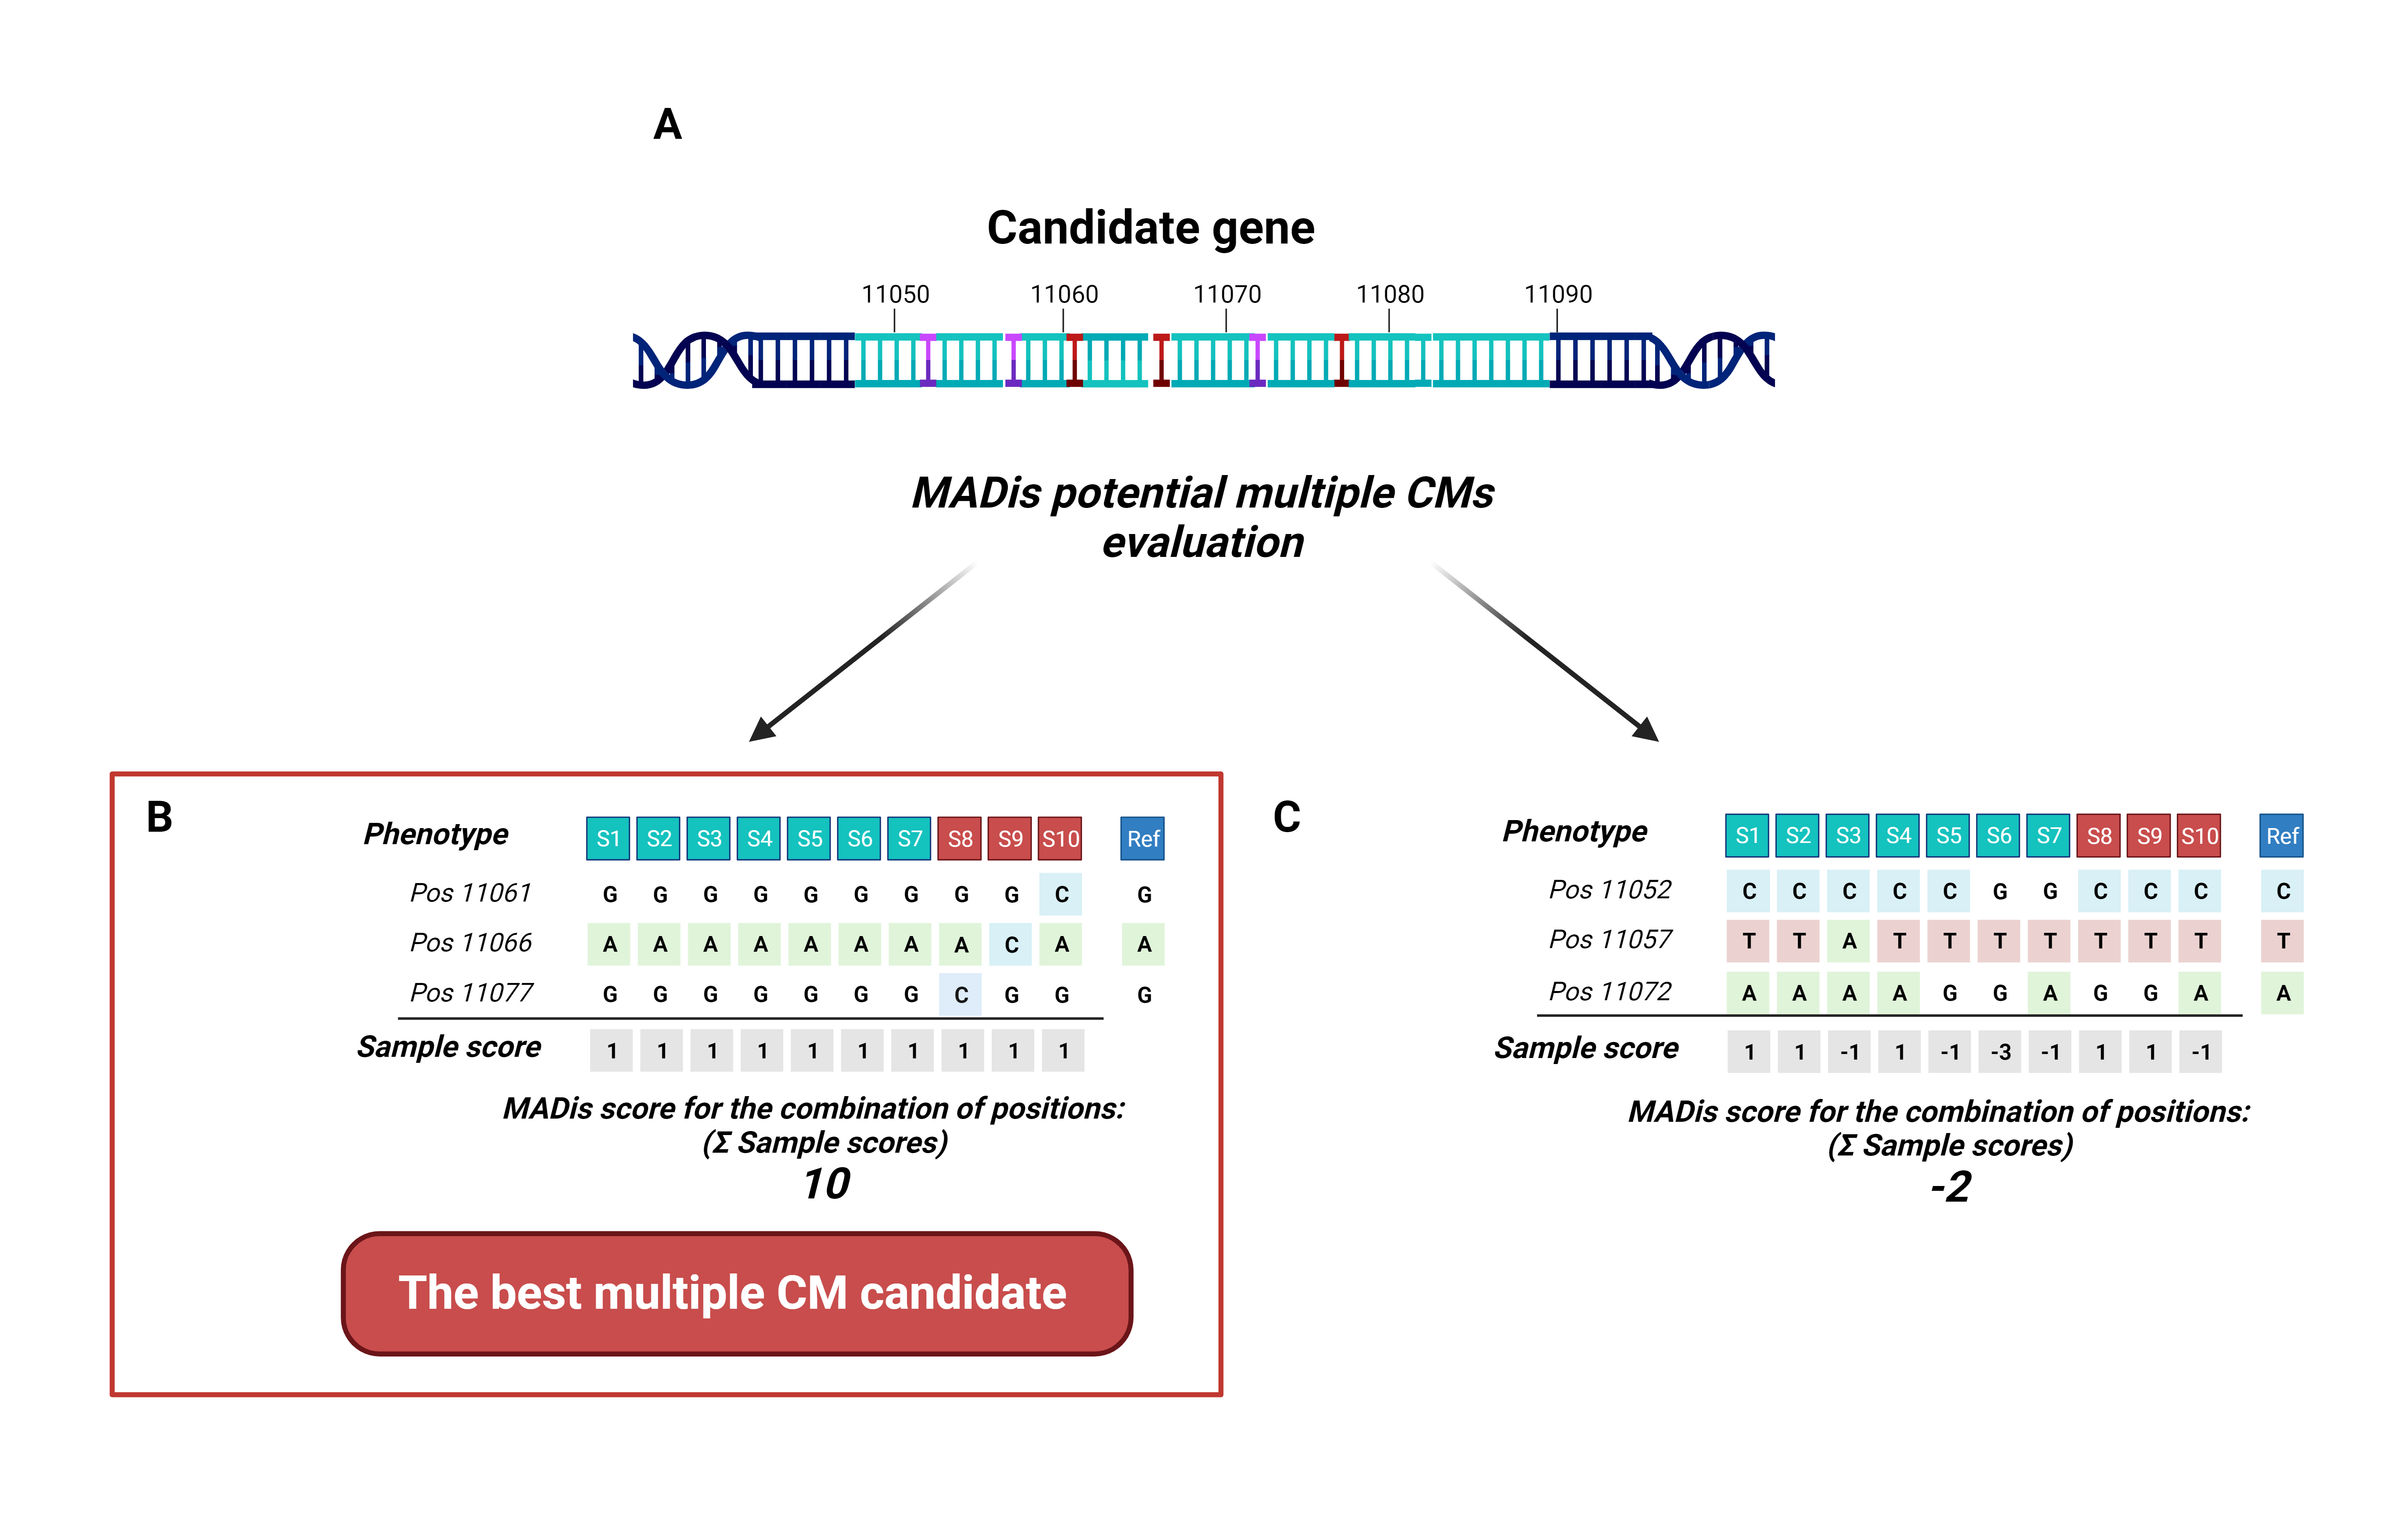 A
Candidate gene
11050 11060 11070 11080 11090
MADis potential multiple CMs
evaluation
B
Phenotype S1 S2 S3 S4 S5 S6 S7 S8 S9 S10 Ref
Pos 11061 G G G G G G G G G C G
Pos 11066 A A A A A A A A C A A
Pos 11077 G G G G G G G C G G G
Sample score 1 1 1 1 1 1 1 1 1 1
MADis score for the combination of positions:
(Σ Sample scores)
10
The best multiple CM candidate
C
Phenotype S1 S2 S3 S4 S5 S6 S7 S8 S9 S10 Ref
Pos 11052 C C C C C G G C C C C
Pos 11057 T T A T T T T T T T T
Pos 11072 A A A A G G A G G A A
Sample score 1 1 -1 1 -1 -3 -1 1 1 -1
MADis score for the combination of positions:
(Σ Sample scores)
-2